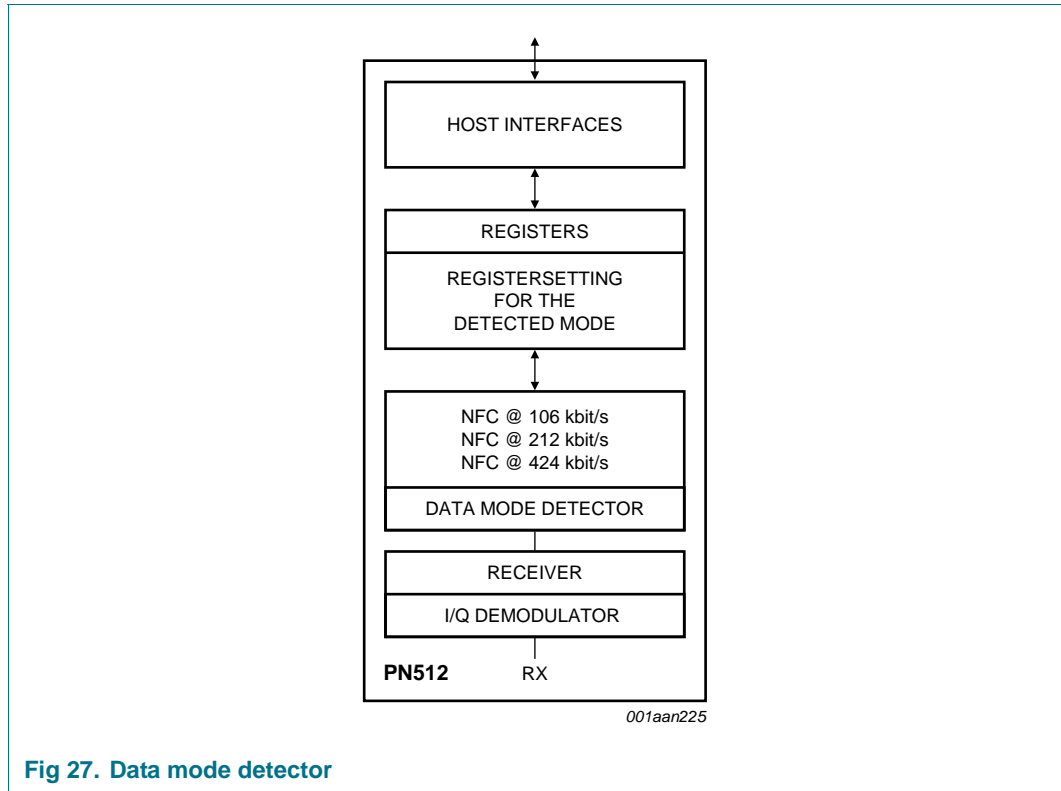 HOST INTERFACES
REGISTERS
REGISTERSETTING
FOR THE
DETECTED MODE
NFC @ 106 kbit/s
NFC @ 212 kbit/s
NFC @ 424 kbit/s
DATA MODE DETECTOR
RECEIVER
I/Q DEMODULATOR
PN512 RX
001aan225
Fig 27. Data mode detector